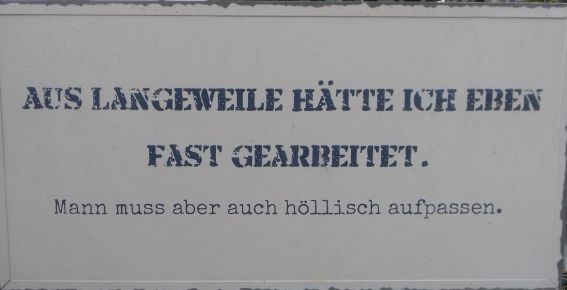 AUS LANGEWEILE HÄTTE ICH EBEN
FAST GEARBEITET.
Mann muss aber auch höllisch aufpassen.